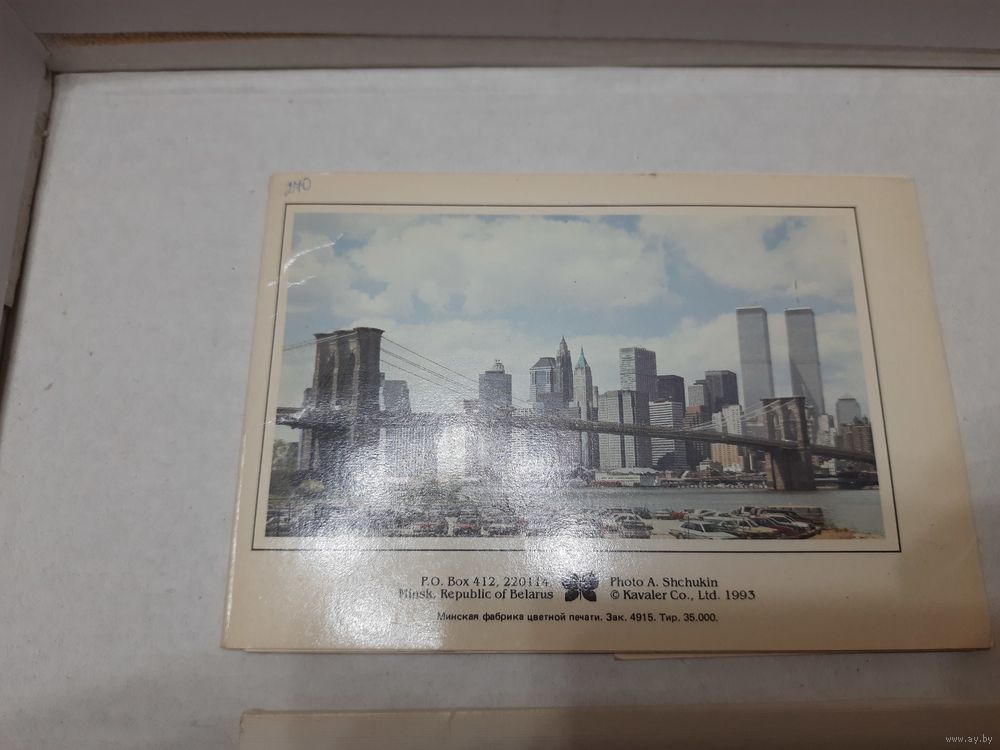 240
P.O. Box 412, 220114,
Minsk, Republic of Belarus
Photo A. Shchukin
© Kavaler Co., Ltd. 1993
Минская фабрика цветной печати. Зак. 4915. Тир. 35.000.
www.ay.by